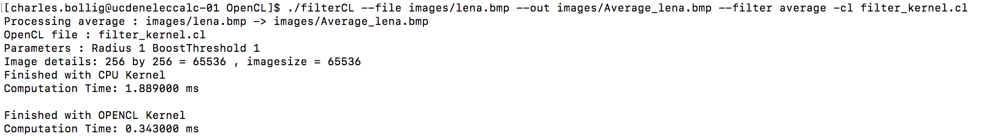 [[charles.bollig@ucdeneleccalc-01 OpenCL]$ ./filterCL --file images/lena.bmp --out images/Average_lena.bmp --filter average -cl filter_kernel.cl
Processing average : images/lena.bmp -> images/Average_lena.bmp
OpenCL file : filter_kernel.cl
Parameters : Radius 1 BoostThreshold 1
Image details: 256 by 256 = 65536 , imagesize = 65536
Finished with CPU Kernel
Computation Time: 1.889000 ms
Finished with OPENCL Kernel
Computation Time: 0.343000 ms